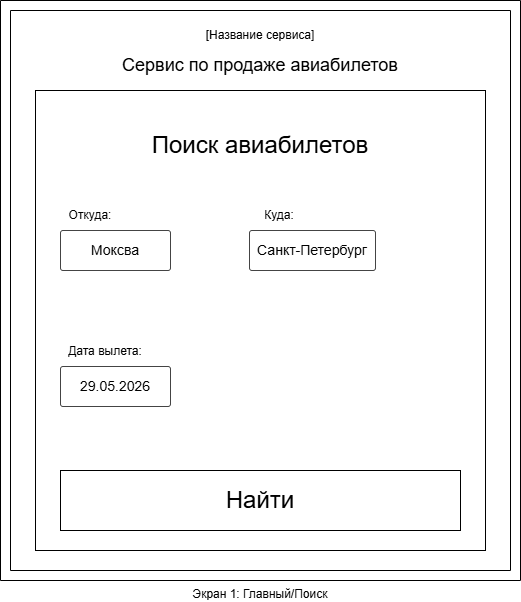 [Название сервиса]
Сервис по продаже авиабилетов
Поиск авиабилетов
Откуда:
Куда:
Моксва
Санкт-Петербург
Дата вылета:
29.05.2026
Найти
Экран 1: Главный/Поиск